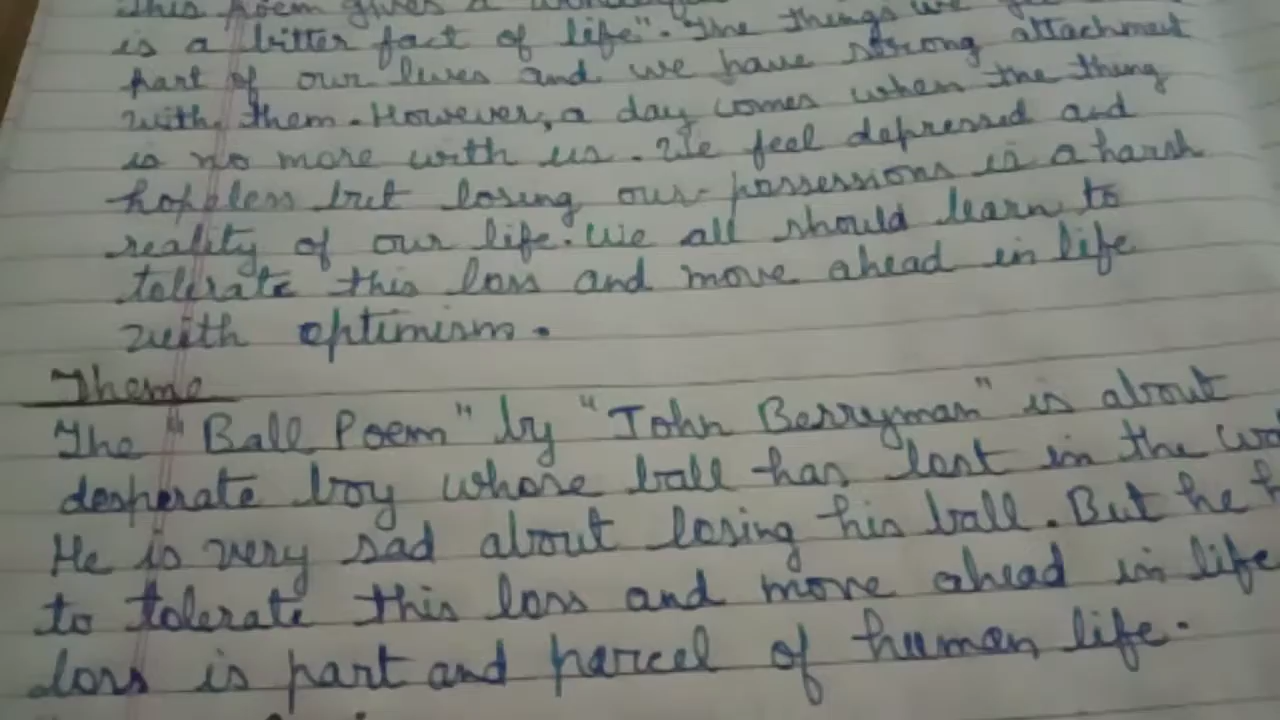 This poem gives a
is a bitter fact of life". The things we
part of our lives and we have strong attachment
with them. However, a day comes when the thing
is no more with us. We feel depressed and
hopless but losing our possessions is a harsh
reality of our life. We all should learn to
tolerate this loss and move ahead in life
with optimism.
Theme
The "Ball Poem" by "John Berryman" is about
desperate boy whose ball has lost in the
He is very sad about losing his ball. But he
to tolerate this loss and move ahead in life
loss is part and parcel of human life.